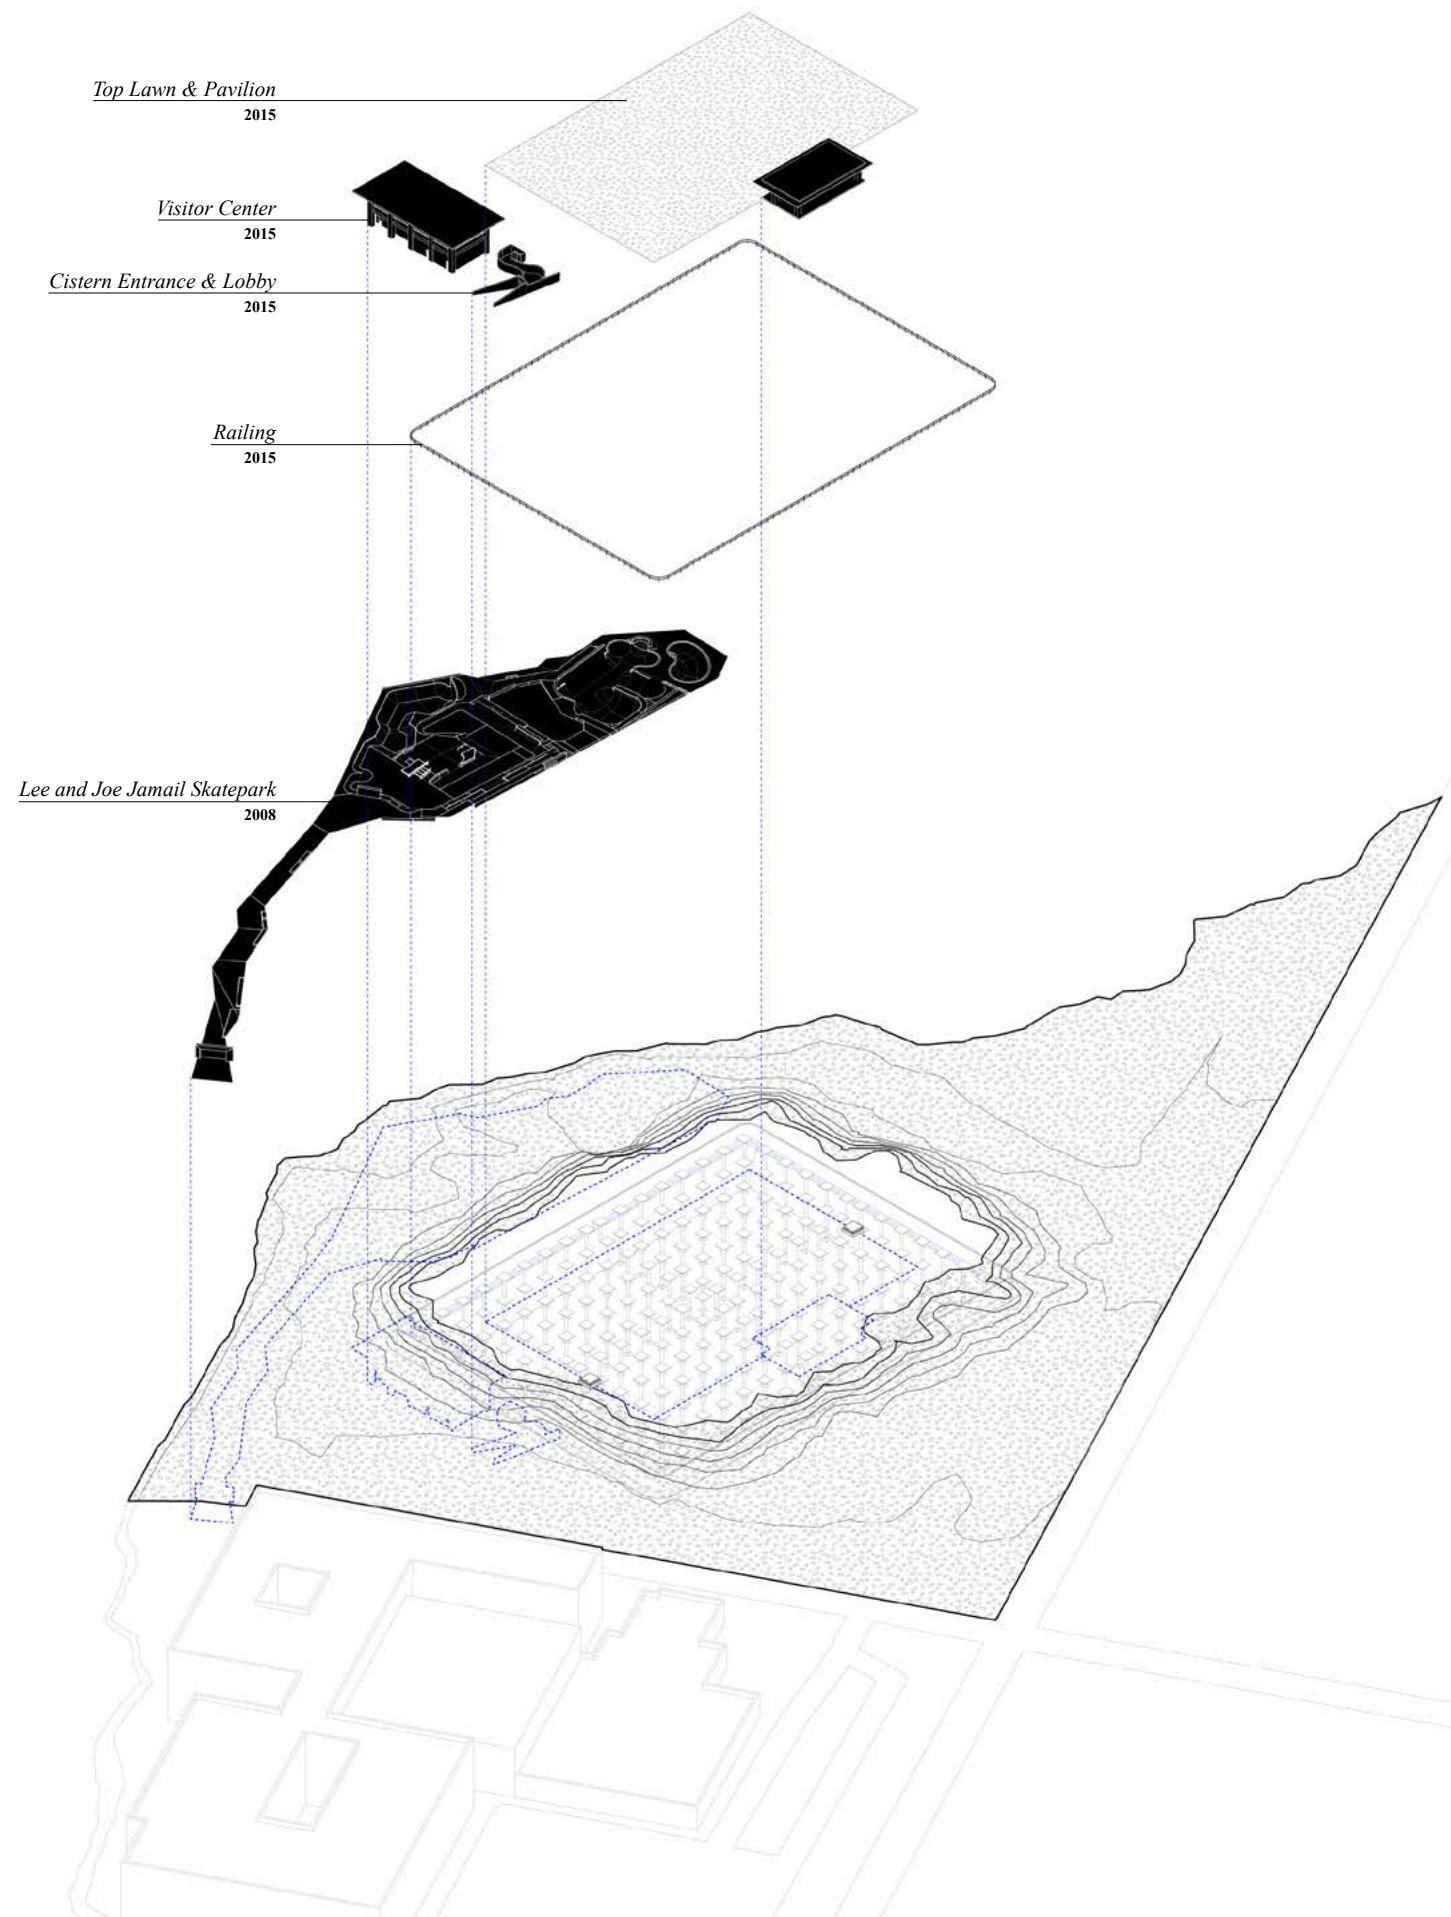 Top Lawn & Pavilion
2015
Visitor Center
2015
Cistern Entrance & Lobby
2015
Railing
2015
Lee and Joe Jamail Skatepark
2008